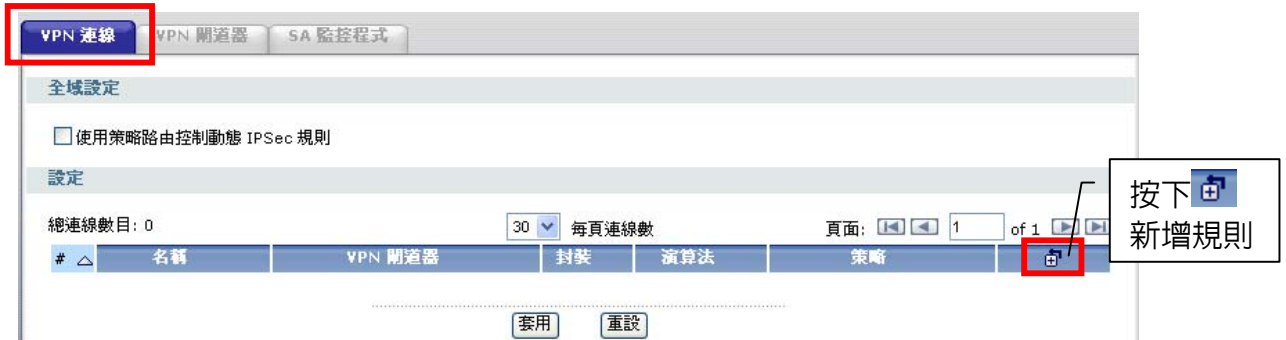 VPN 連線 VPN 閘道器 SA 監控程式
全域設定
使用策略路由控制動態 IPSec 規則
設定
總連線數目: 0 30 每頁連線數 頁面: 1 of 1
# 名稱 VPN 閘道器 封裝 演算法 策略
套用 重設
按下
新增規則